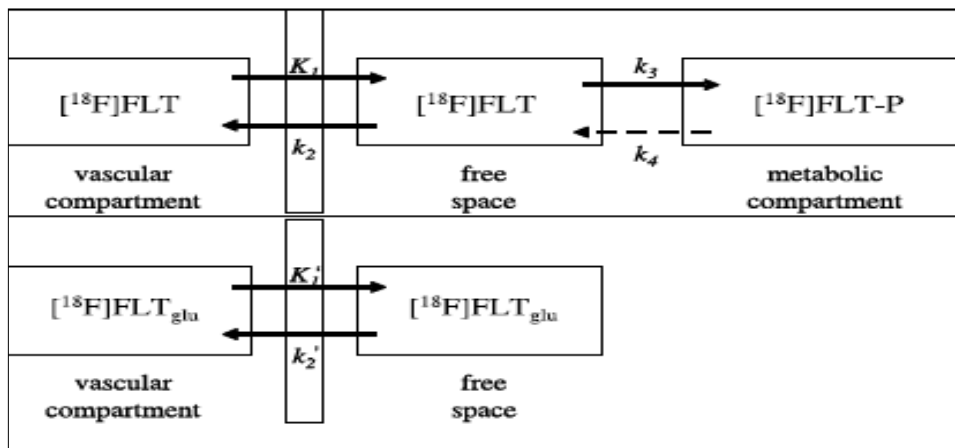 K₁ k₃
[¹⁸F]FLT [¹⁸F]FLT [¹⁸F]FLT-P
k₂ k₄
vascular free metabolic
compartment space compartment
K₁'
[¹⁸F]FLTglu [¹⁸F]FLTglu
k₂'
vascular free
compartment space